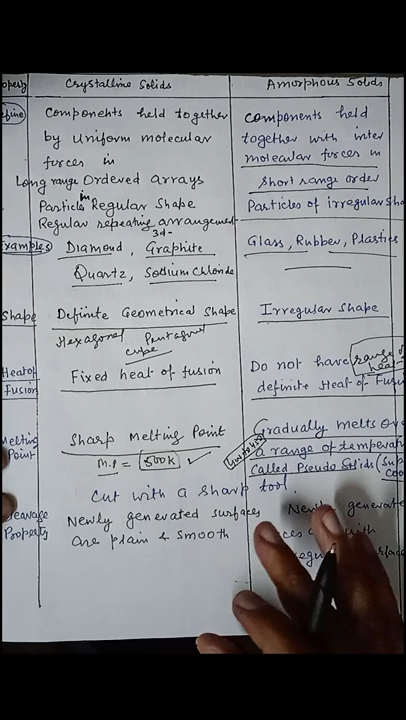 operty
Crystalline Solids
Amorphous Solids
efine
Components held together
by Uniform molecular
forces in
Long range Ordered arrays
in
Particle Regular Shape
Regular repeating arrangement
3d-
components held
together with inter
molecular forces in
short range order
Particles of irregular Sha
Examples
Diamond, Graphite
Quartz, Sodium Chloride
Glass, Rubber, Plastics
Shape
Definite Geometrical Shape
Hexagonal Pentagonal
cube
Irregular Shape
Heat of
Fusion
Fixed heat of fusion
Do not have range of
heat
definite Heat of Fusi
Melting
Point
Sharp Melting Point
M.P = 500K
Gradually melts Ov
a range of temperat
Called Pseudo Solids (Sup
Coo
Cleavage
Property
Cut with a sharp tool.
Newly generated surfaces
are plain & smooth
Newly generate
with